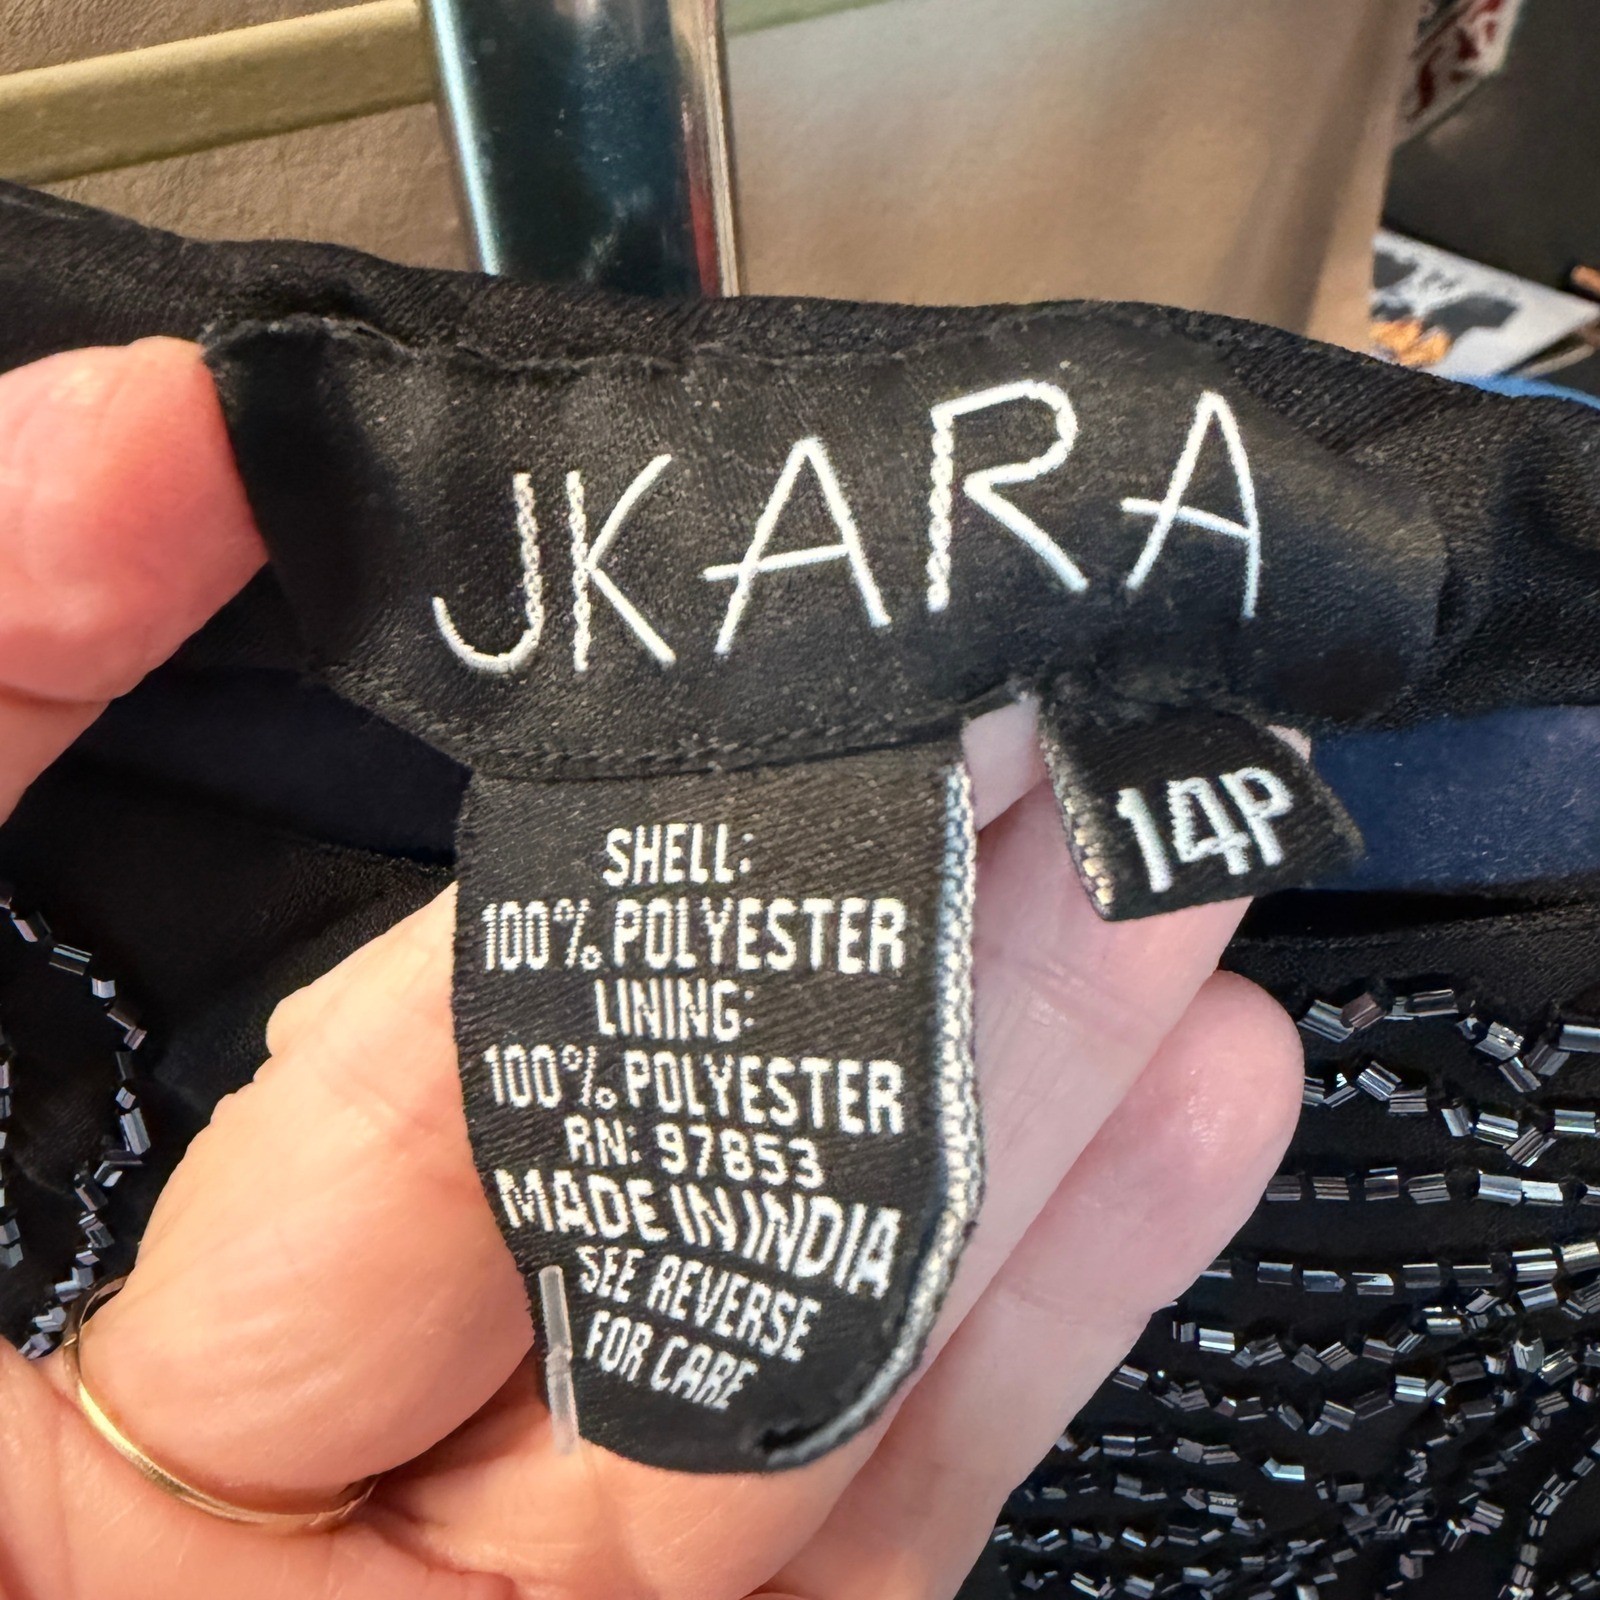 JKARA
14P
SHELL:
100% POLYESTER
LINING:
100% POLYESTER
RN: 97853
MADE IN INDIA
SEE REVERSE
FOR CARE